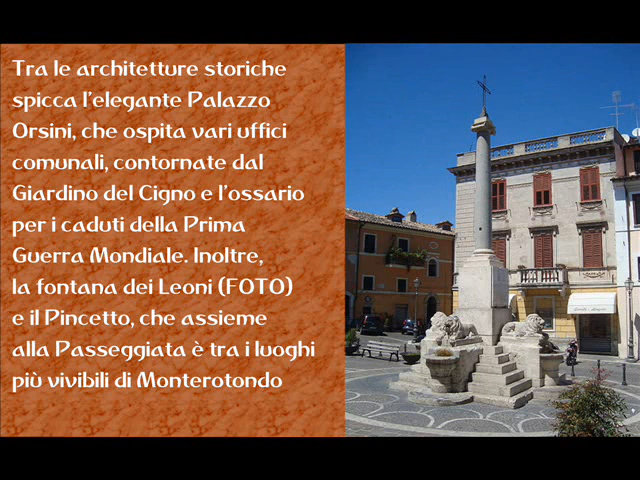 Tra le architetture storiche
spicca l'elegante Palazzo
Orsini, che ospita vari uffici
comunali, contornate dal
Giardino del Cigno e l'ossario
per i caduti della Prima
Guerra Mondiale. Inoltre,
la fontana dei Leoni (FOTO)
e il Pincetto, che assieme
alla Passeggiata è tra i luoghi
più vivibili di Monterotondo